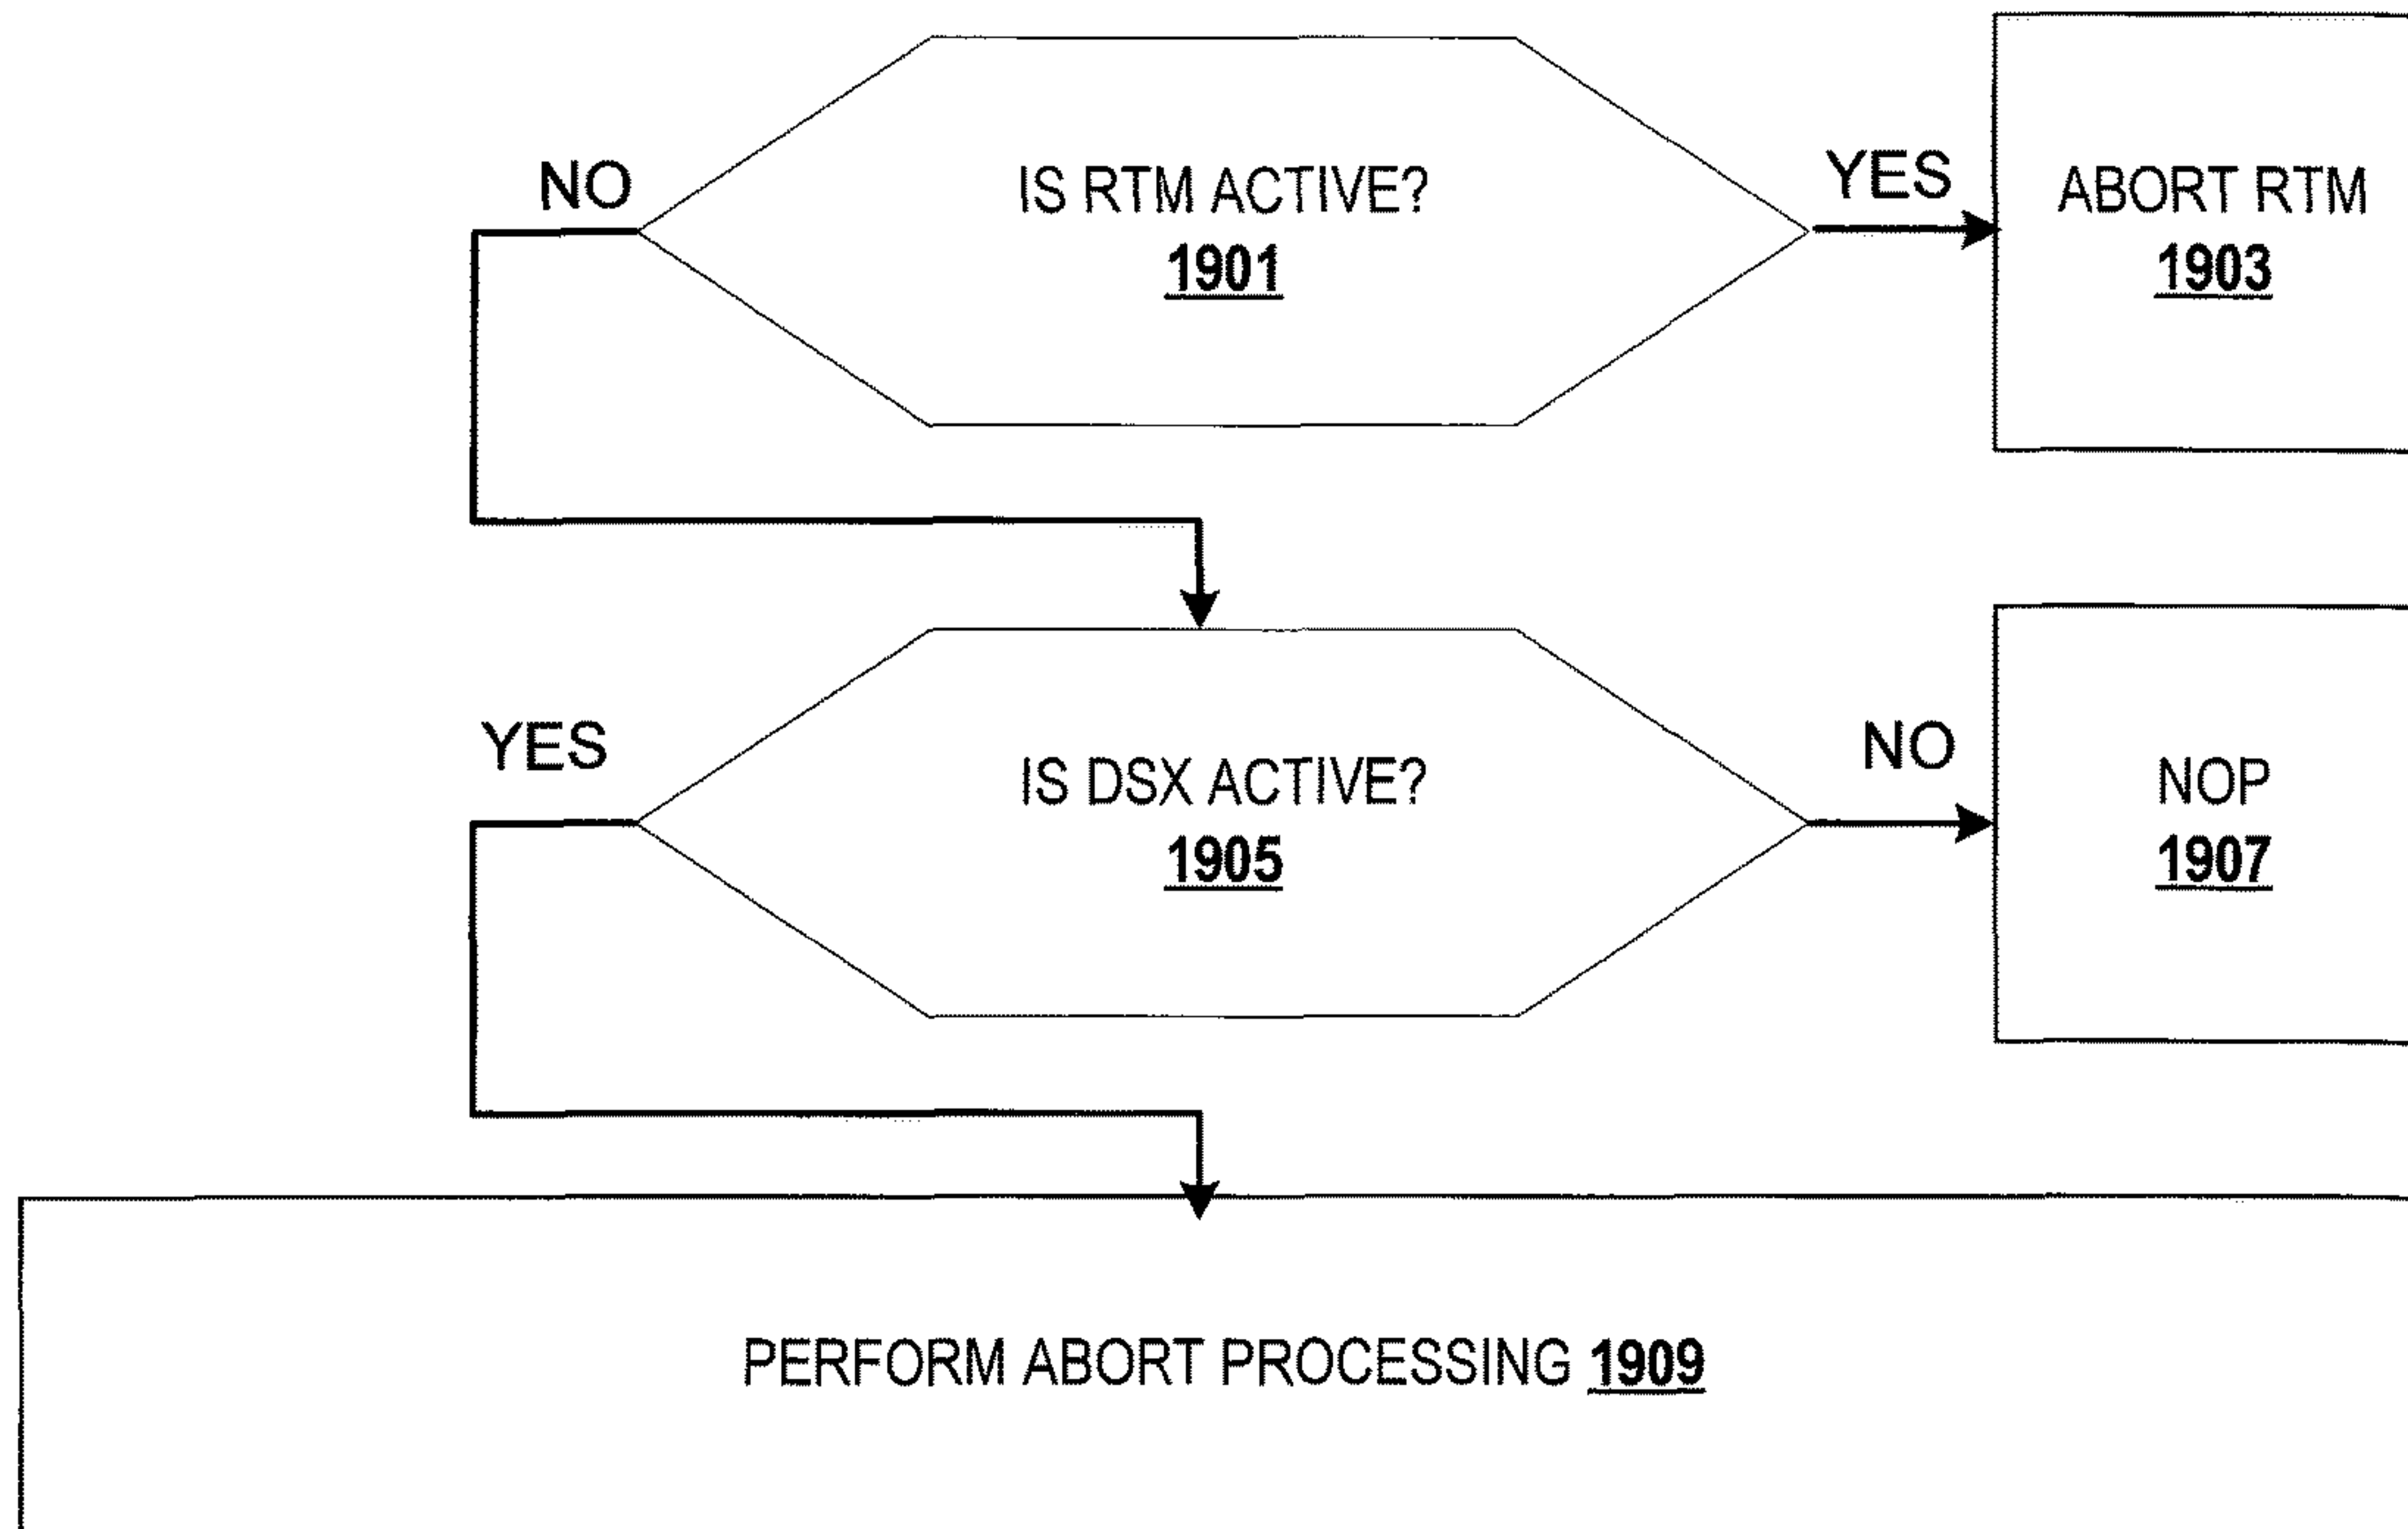 NO
IS RTM ACTIVE?
1901
YES
ABORT RTM
1903
YES
IS DSX ACTIVE?
1905
NO
NOP
1907
PERFORM ABORT PROCESSING 1909